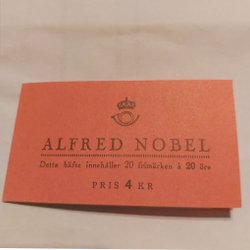 ALFRED NOBEL
Detta häfte innehåller 20 frimärken à 20 öre
PRIS 4 KR